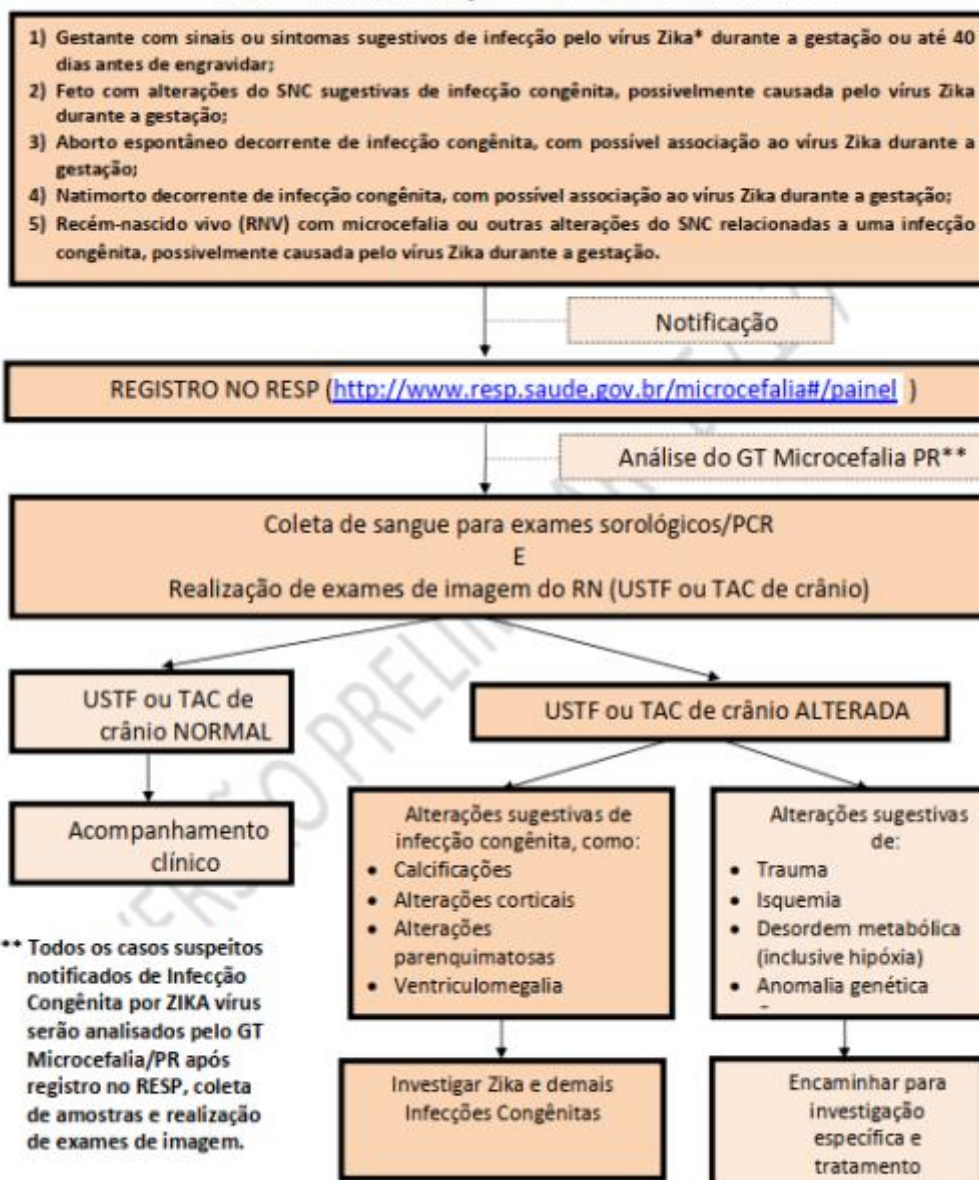 1) Gestante com sinais ou sintomas sugestivos de infecção pelo vírus Zika* durante a gestação ou até 40
dias antes de engravidar;
2) Feto com alterações do SNC sugestivas de infecção congênita, possivelmente causada pelo vírus Zika
durante a gestação;
3) Aborto espontâneo decorrente de infecção congênita, com possível associação ao vírus Zika durante a
gestação;
4) Natimorto decorrente de infecção congênita, com possível associação ao vírus Zika durante a gestação;
5) Recém-nascido vivo (RNV) com microcefalia ou outras alterações do SNC relacionadas a uma infecção
congênita, possivelmente causada pelo vírus Zika durante a gestação.
Notificação
REGISTRO NO RESP (http://www.resp.saude.gov.br/microcefalia#/painel )
Análise do GT Microcefalia PR**
Coleta de sangue para exames sorológicos/PCR
E
Realização de exames de imagem do RN (USTF ou TAC de crânio)
USTF ou TAC de
crânio NORMAL
USTF ou TAC de crânio ALTERADA
Acompanhamento
clínico
Alterações sugestivas de
infecção congênita, como:
• Calcificações
• Alterações corticais
• Alterações
parenquimatosas
• Ventriculomegalia
Alterações sugestivas
de:
• Trauma
• Isquemia
• Desordem metabólica
(inclusive hipóxia)
• Anomalia genética
** Todos os casos suspeitos
notificados de Infecção
Congênita por ZIKA vírus
serão analisados pelo GT
Microcefalia/PR após
registro no RESP, coleta
de amostras e realização
de exames de imagem.
Investigar Zika e demais
Infecções Congênitas
Encaminhar para
investigação
específica e
tratamento